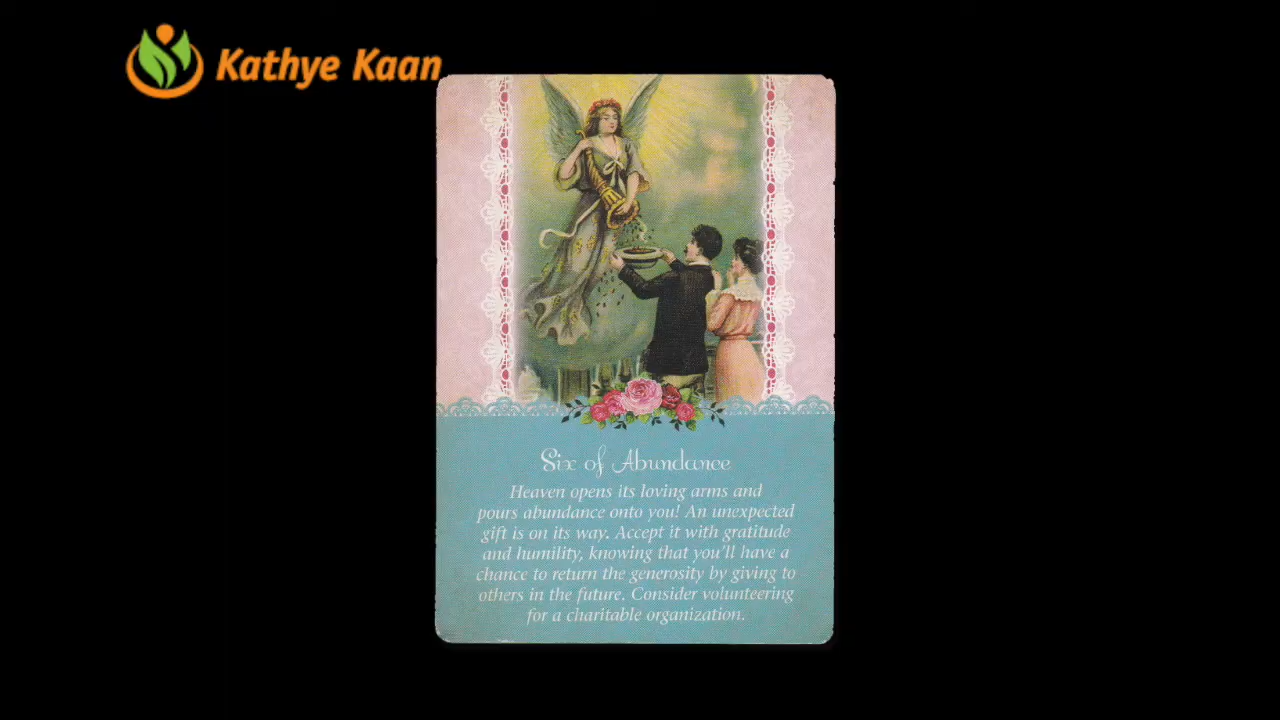 Kathye Kaan
Six of Abundance
Heaven opens its loving arms and
pours abundance onto you! An unexpected
gift is on its way. Accept it with gratitude
and humility, knowing that you'll have a
chance to return the generosity by giving to
others in the future. Consider volunteering
for a charitable organization.